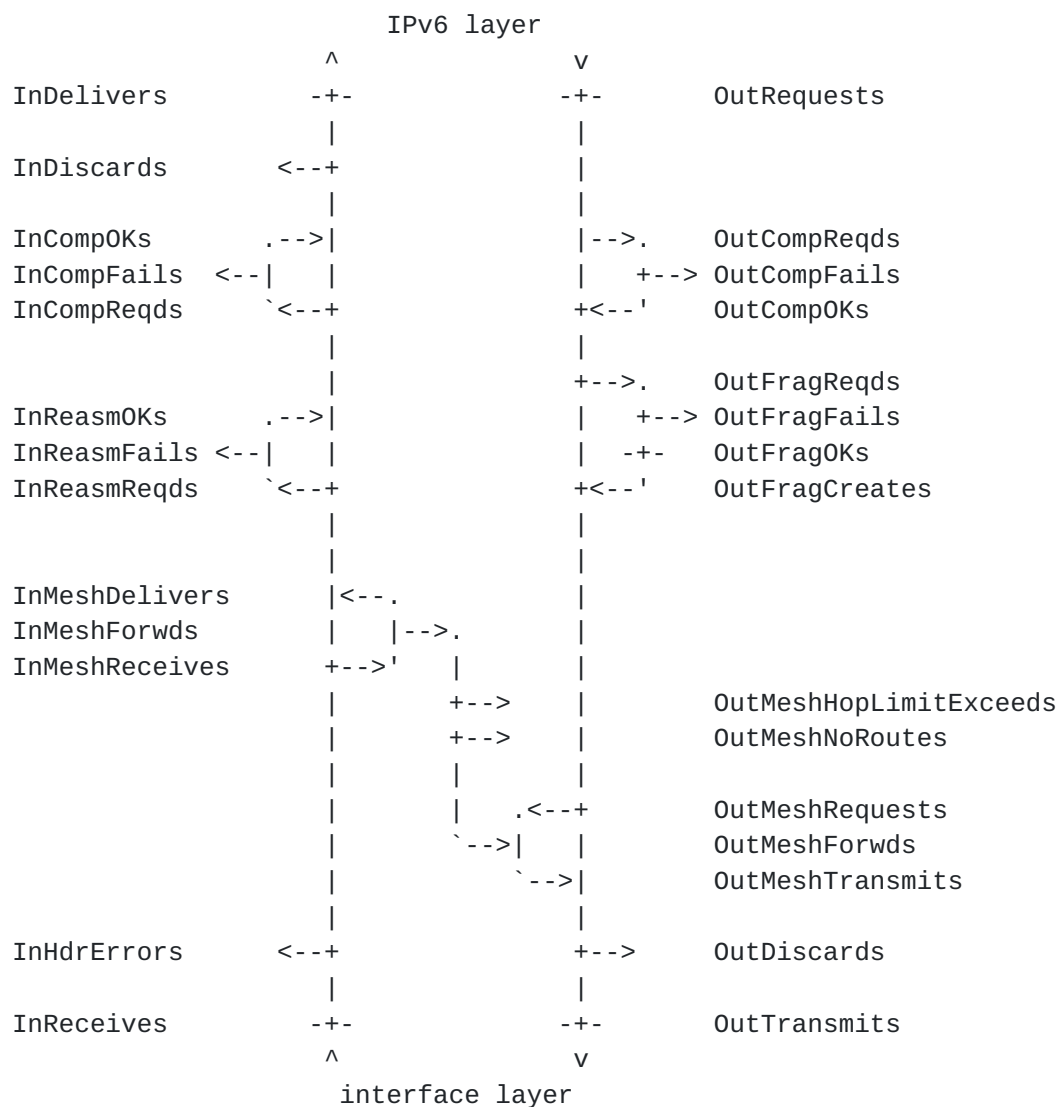 IPv6 layer
                    ^                v
InDelivers         -+-              -+-       OutRequests
                    |                |
InDiscards       <--+                |
                    |                |
InCompOKs       .-->|                |-->.    OutCompReqds
InCompFails  <--|   |                |   +--> OutCompFails
InCompReqds     `<--+                +<--'    OutCompOKs
                    |                |
                    |                +-->.    OutFragReqds
InReasmOKs      .-->|                |   +--> OutFragFails
InReasmFails <--|   |                |  -+-   OutFragOKs
InReasmReqds    `<--+                +<--'    OutFragCreates
                    |                |
                    |                |
InMeshDelivers      |<--.            |
InMeshForwds        |   |-->.        |
InMeshReceives      +-->'   |        |
                    |       +-->     |        OutMeshHopLimitExceeds
                    |       +-->     |        OutMeshNoRoutes
                    |       |        |
                    |       |   .<--+         OutMeshRequests
                    |       `-->|   |         OutMeshForwds
                    |           `-->|         OutMeshTransmits
                    |                |
InHdrErrors      <--+                +-->     OutDiscards
                    |                |
InReceives         -+-              -+-       OutTransmits
                    ^                v
                     interface layer